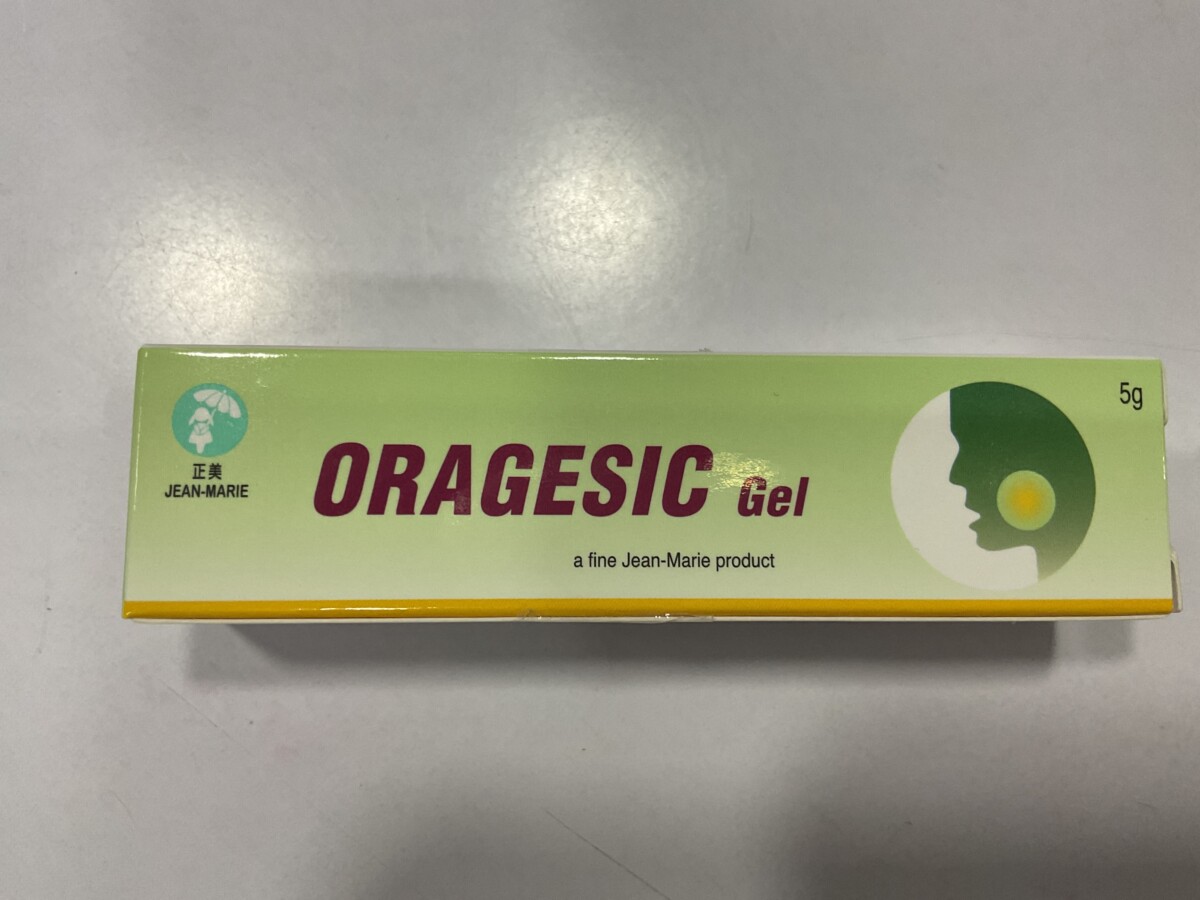 正美
JEAN-MARIE
ORAGESIC Gel
a fine Jean-Marie product
5g